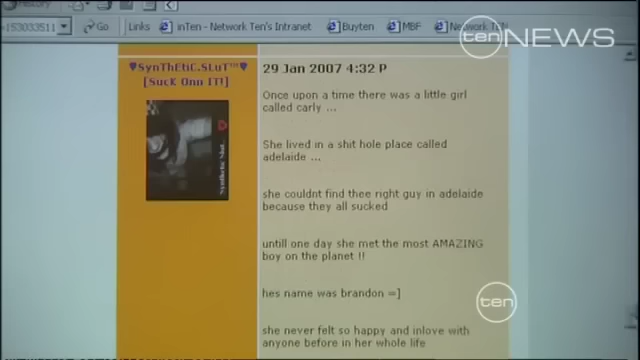 History
=153033511
Links
inTen - Network Ten's Intranet
Buyten
MBF
Network TEN
ten NEWS
♥SynThEtiC.SLuT™♥
[SucK Onn IT!]
29 Jan 2007 4:32 P
Once upon a time there was a little girl
called carly ...
She lived in a shit hole place called
adelaide ...
she couldnt find thee right guy in adelaide
because they all sucked
untill one day she met the most AMAZING
boy on the planet !!
hes name was brandon =]
ten
she never felt so happy and inlove with
anyone before in her whole life